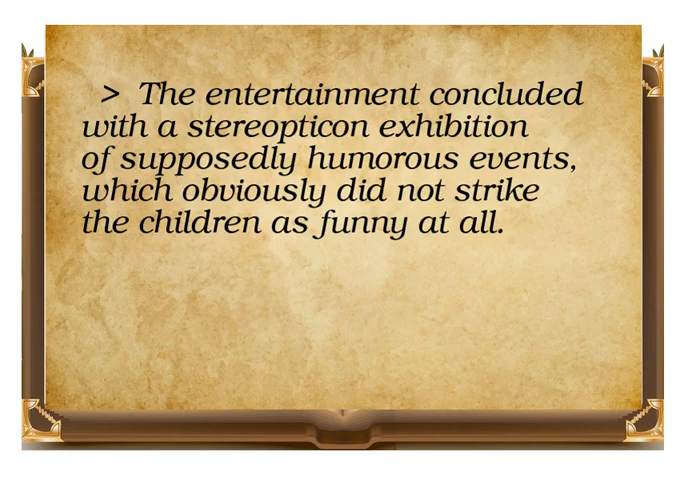 > The entertainment concluded
with a stereopticon exhibition
of supposedly humorous events,
which obviously did not strike
the children as funny at all.